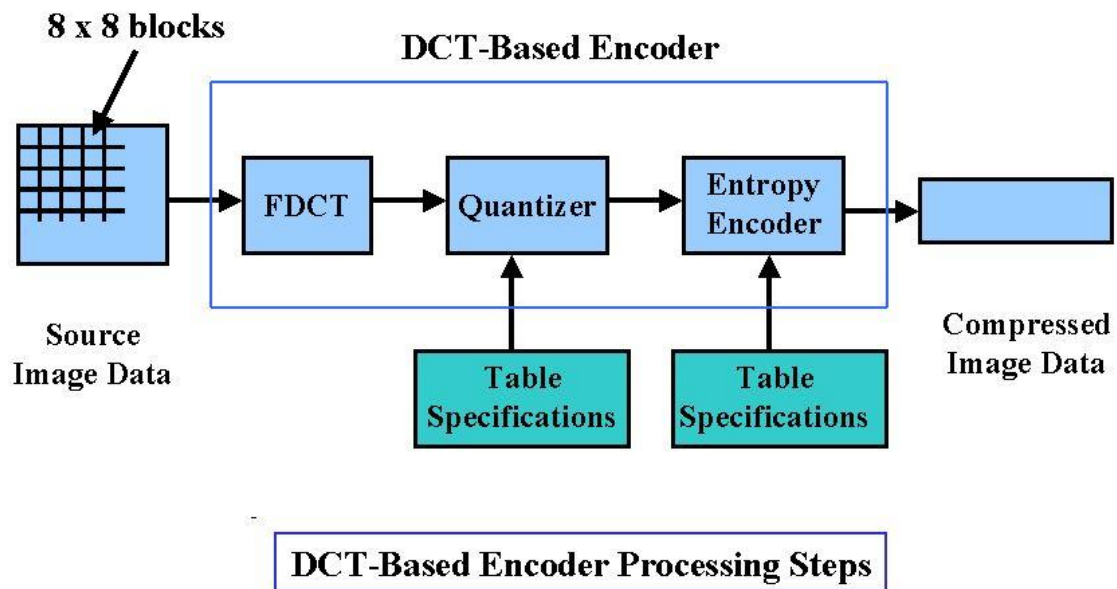 8 x 8 blocks
DCT-Based Encoder
FDCT
Quantizer
Entropy
Encoder
Source
Image Data
Compressed
Image Data
Table
Specifications
Table
Specifications
DCT-Based Encoder Processing Steps